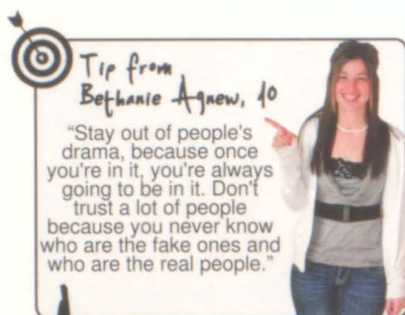 Tip from
Bethanie Agnew, 10
"Stay out of people's
drama, because once
you're in it, you're always
going to be in it. Don't
trust a lot of people
because you never know
who are the fake ones and
who are the real people."